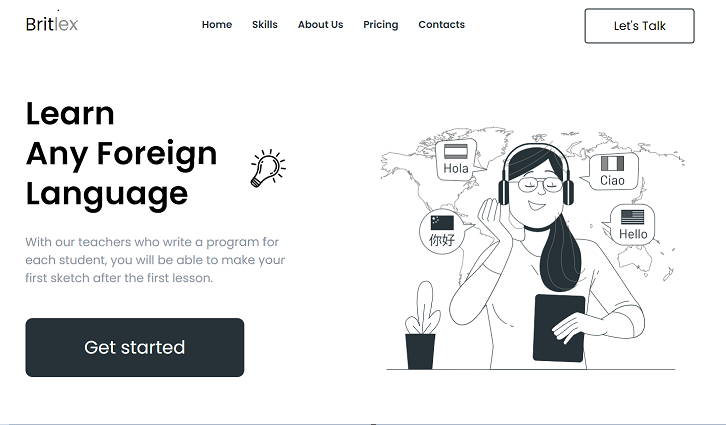 Britlex
Home Skills About Us Pricing Contacts
Let's Talk
Learn
Any Foreign
Language
With our teachers who write a program for
each student, you will be able to make your
first sketch after the first lesson.
Get started
Hola
Ciao
你好
Hello